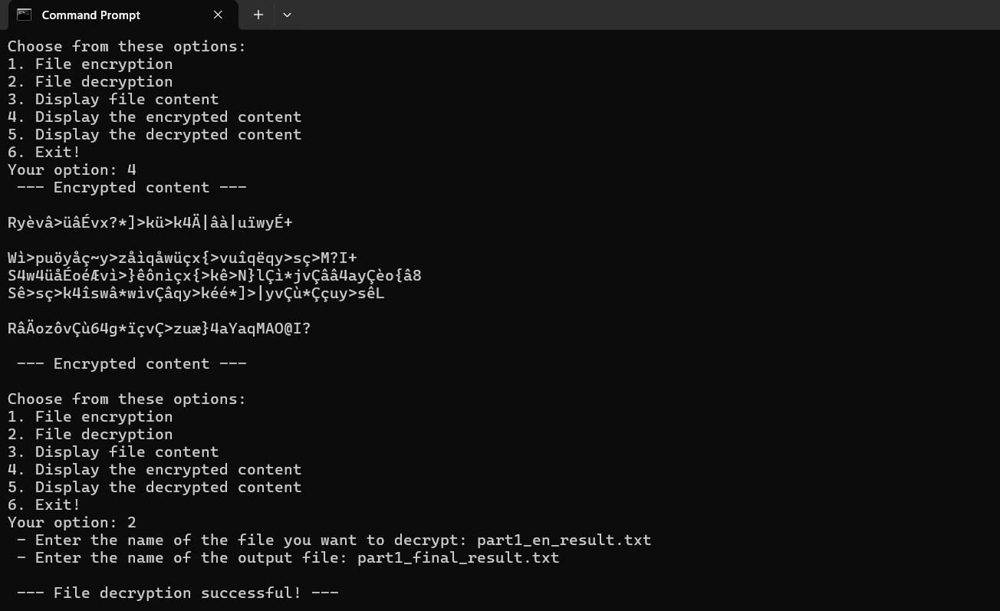 Command Prompt
Choose from these options:
1. File encryption
2. File decryption
3. Display file content
4. Display the encrypted content
5. Display the decrypted content
6. Exit!
Your option: 4
--- Encrypted content ---
Ryèvâ>üâÉvx?*]>kü>k4Ä|âà|uïwyÉ+
Wì>puöyåç~y>zåìqåwüçx{>vuîqëqy>sç>M?I+
S4w4üåÉoéÆvì>}êônìçx{>kê>N}lÇì*jvÇââ4ayÇèo{â8
Sê>sç>k4îswâ*wìvÇâqy>kéé*]>|yvÇù*Ççuy>sêL
RâÄozôvÇù64g*ïçvÇ>zuæ}4aYaqMAO@I?
--- Encrypted content ---
Choose from these options:
1. File encryption
2. File decryption
3. Display file content
4. Display the encrypted content
5. Display the decrypted content
6. Exit!
Your option: 2
- Enter the name of the file you want to decrypt: part1_en_result.txt
- Enter the name of the output file: part1_final_result.txt
--- File decryption successful! ---